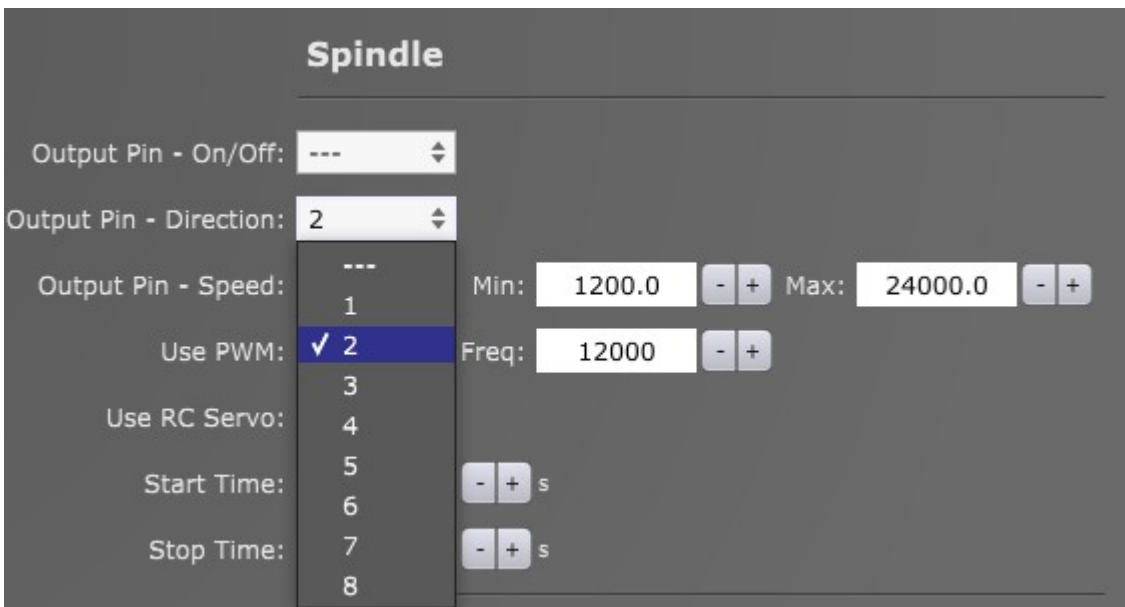 Spindle
Output Pin - On/Off: ---
Output Pin - Direction: 2
---
Output Pin - Speed: Min: 1200.0 - + Max: 24000.0 - +
1
Use PWM: ✓ 2 Freq: 12000 - +
3
Use RC Servo: 4
5
Start Time: - + s
6
Stop Time: 7 - + s
8